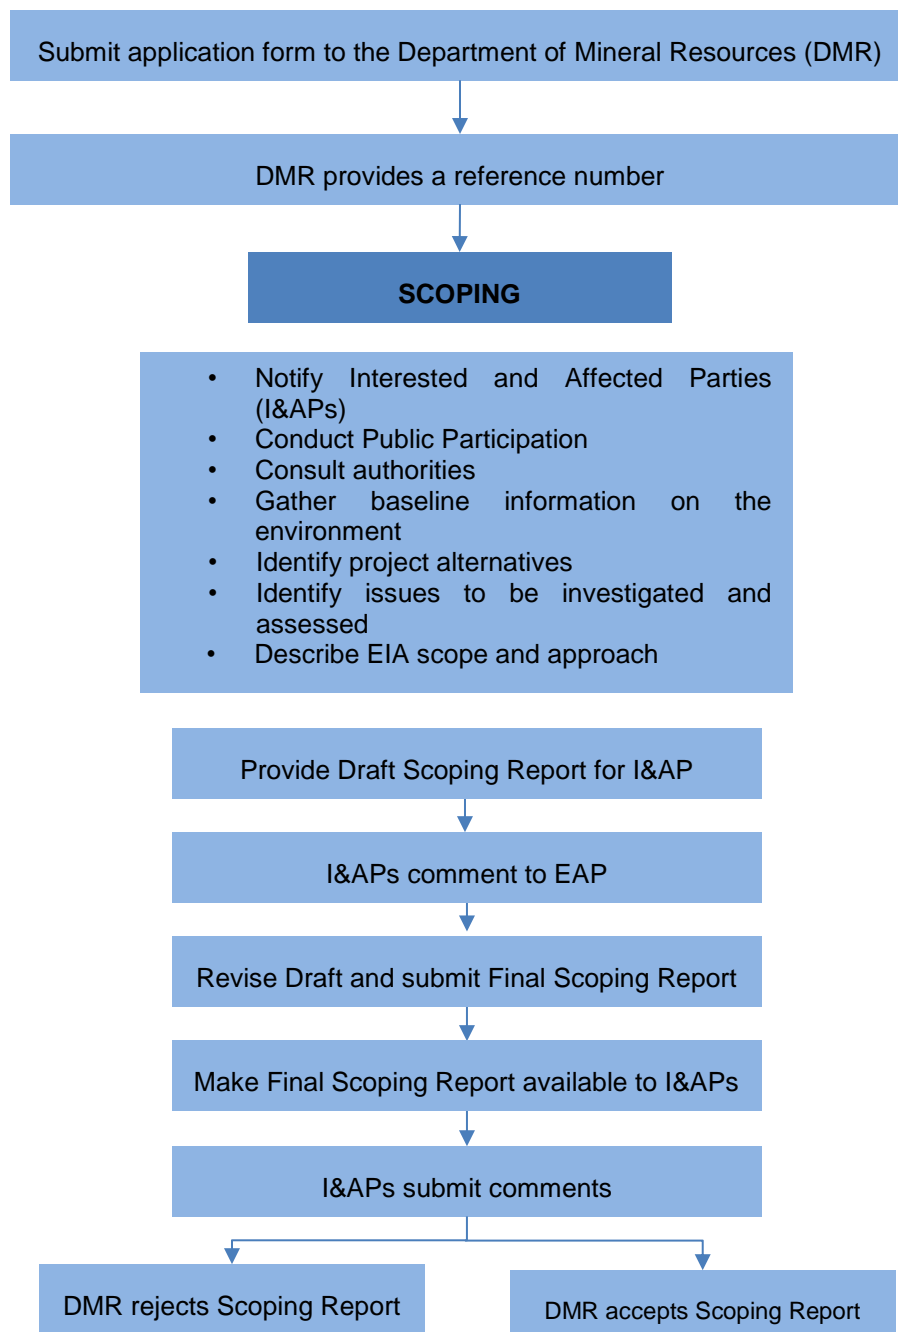 Submit application form to the Department of Mineral Resources (DMR)
DMR provides a reference number
SCOPING
• Notify Interested and Affected Parties
(I&APs)
• Conduct Public Participation
• Consult authorities
• Gather baseline information on the
environment
• Identify project alternatives
• Identify issues to be investigated and
assessed
• Describe EIA scope and approach
Provide Draft Scoping Report for I&AP
I&APs comment to EAP
Revise Draft and submit Final Scoping Report
Make Final Scoping Report available to I&APs
I&APs submit comments
DMR rejects Scoping Report
DMR accepts Scoping Report